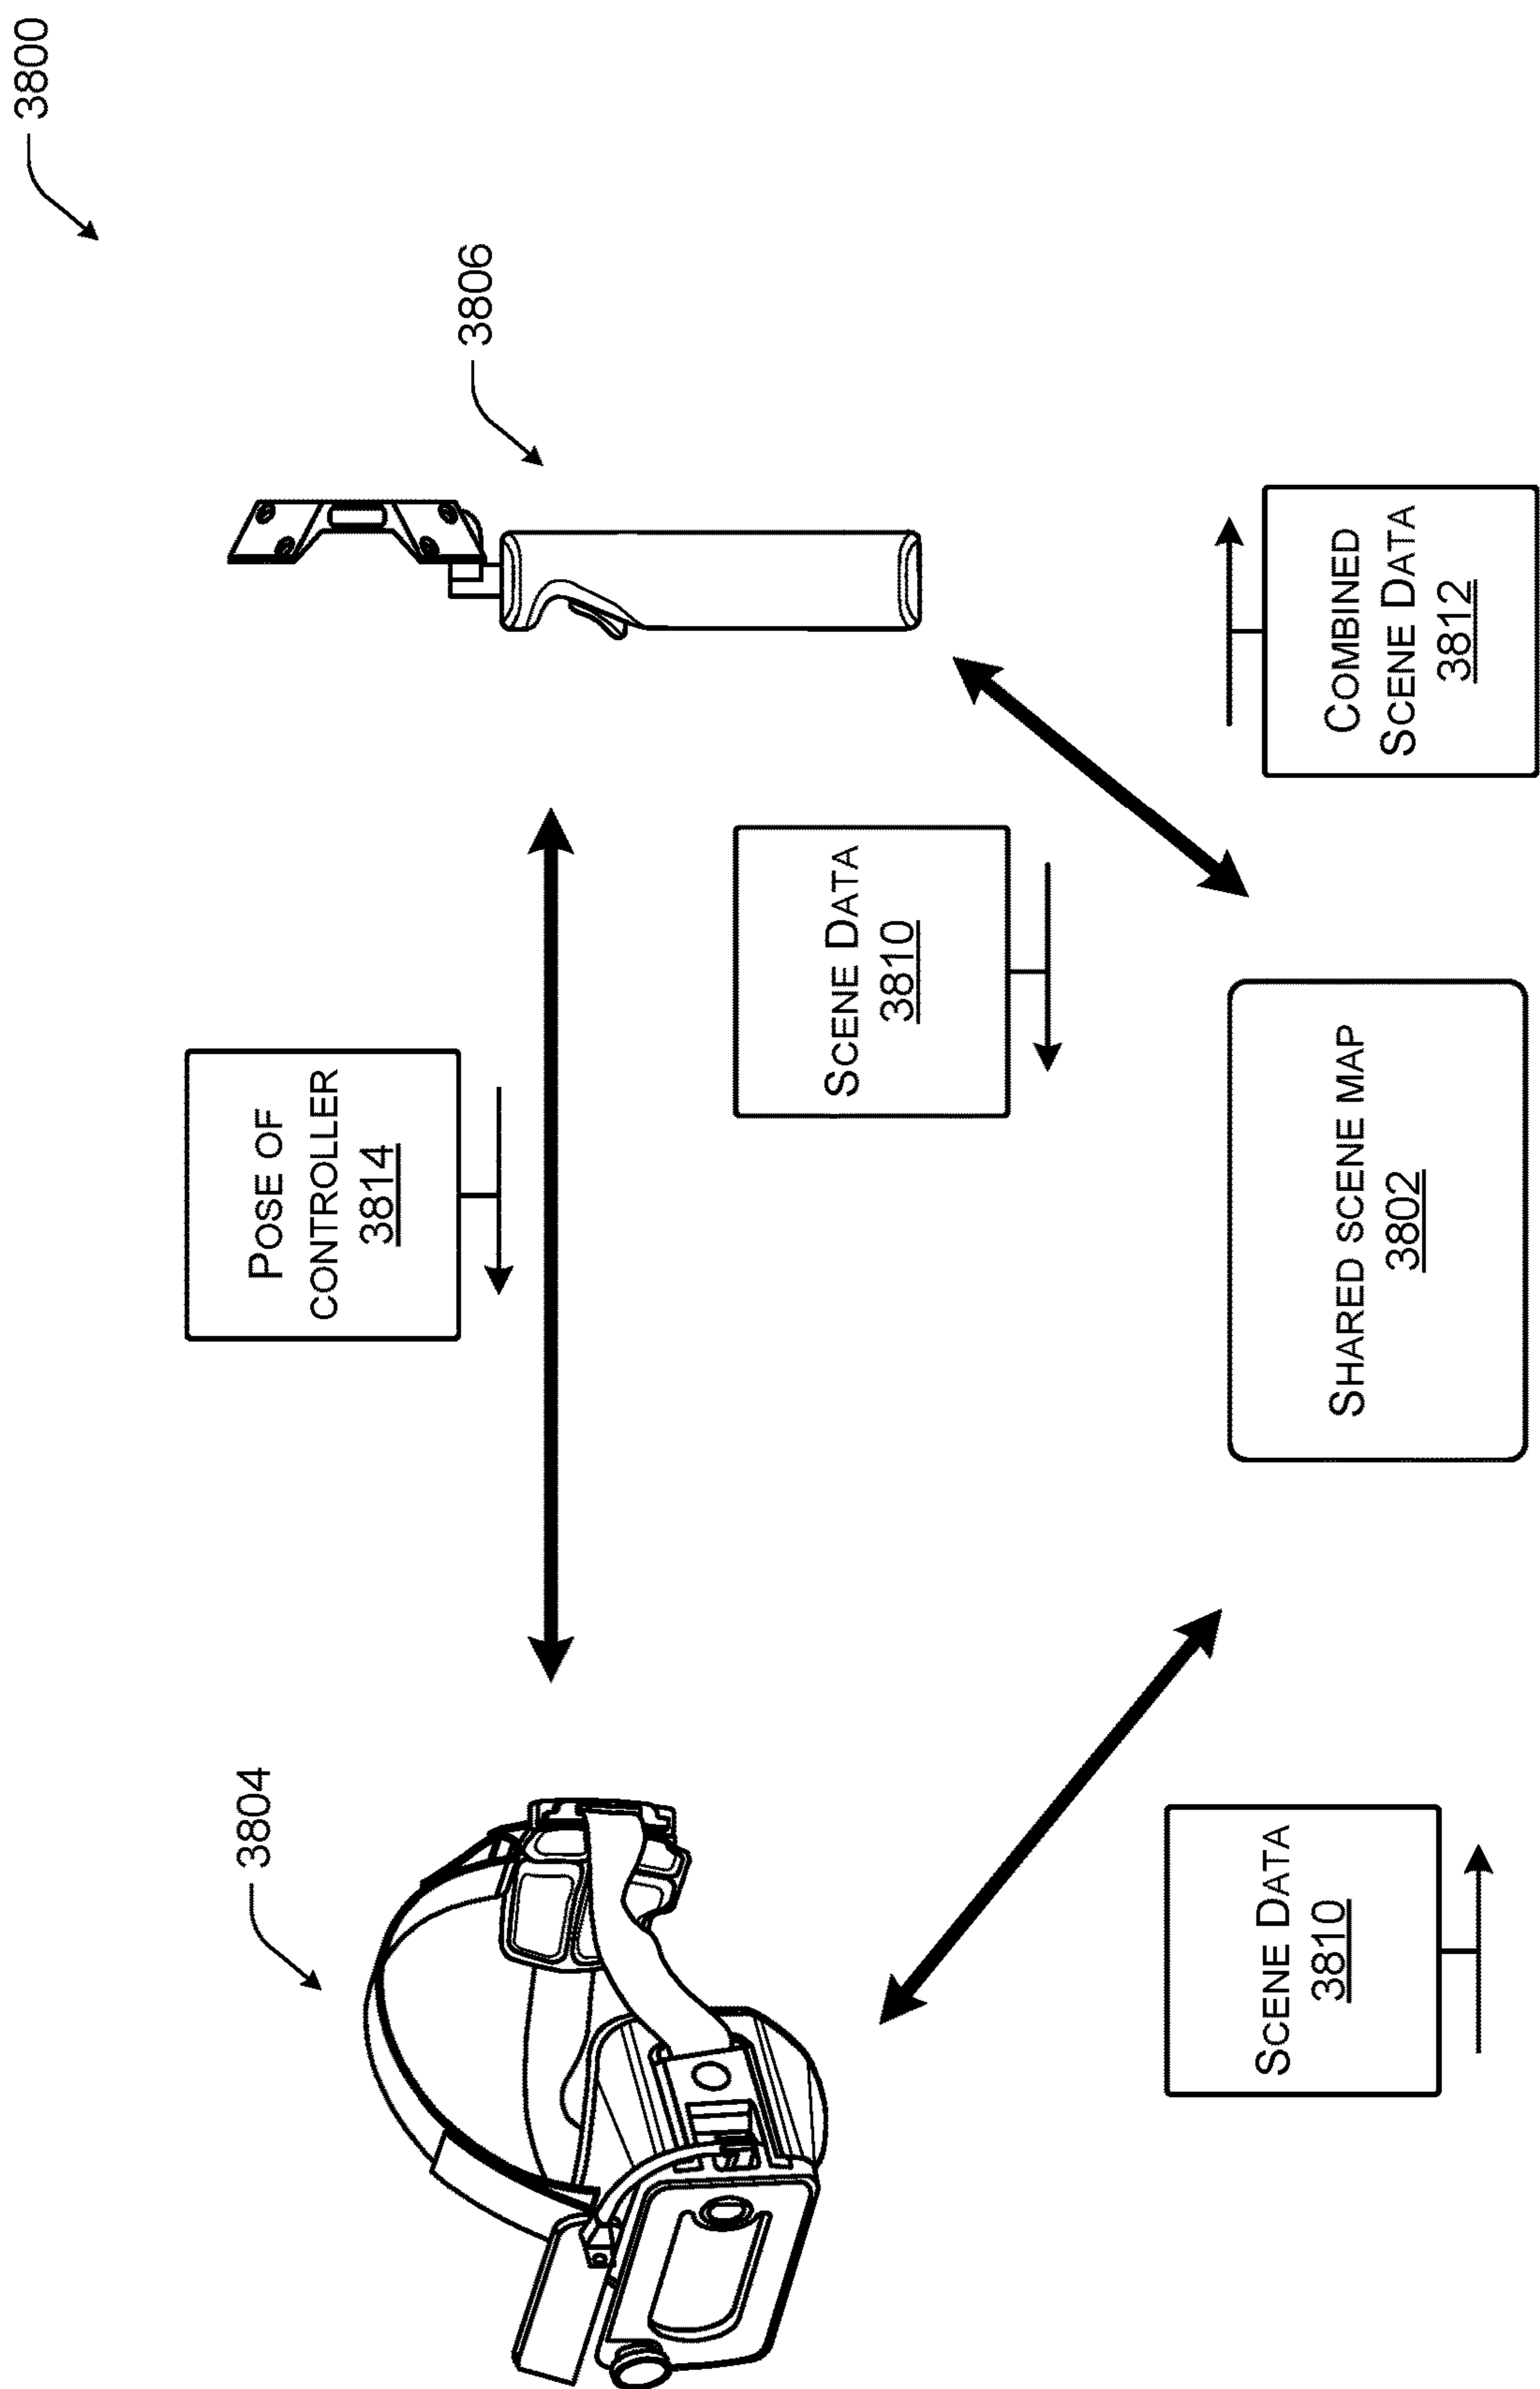 3800
3804
3806
POSE OF
CONTROLLER
3814
SCENE DATA
3810
SCENE DATA
3810
SHARED SCENE MAP
3802
COMBINED
SCENE DATA
3812